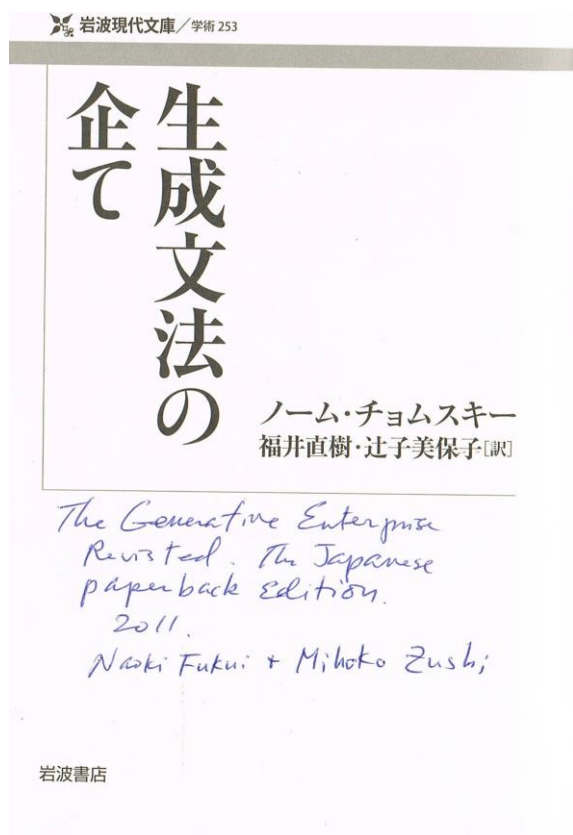 岩波現代文庫/学術 253
生成文法の
企て
ノーム・チョムスキー
福井直樹・辻子美保子[訳]
The Generative Enterprise
Revisted. The Japanese
paperback Edition.
2011.
Naoki Fukui + Mihoko Zushi
岩波書店